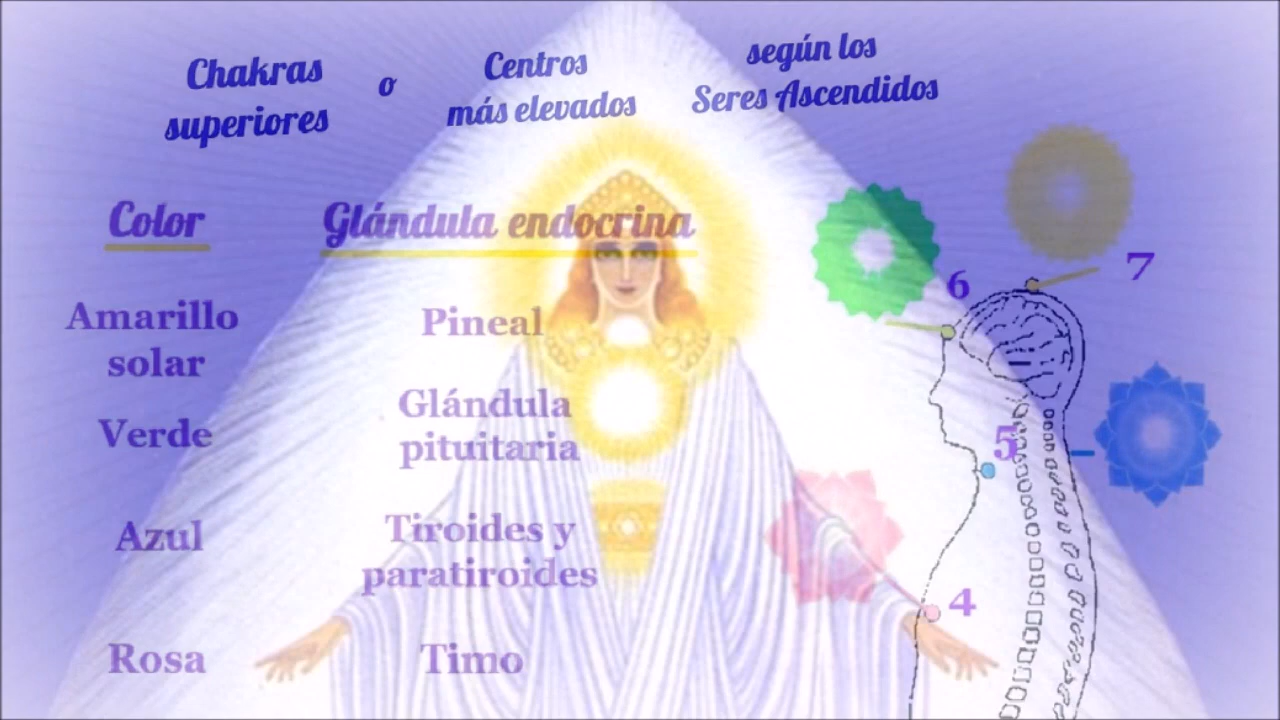 Chakras
superiores
o
Centros
más elevados
según los
Seres Ascendidos
Color
Glándula endocrina
Amarillo
solar
Pineal
Verde
Glándula
pituitaria
Azul
Tiroides y
paratiroides
Rosa
Timo
7
6
5
4